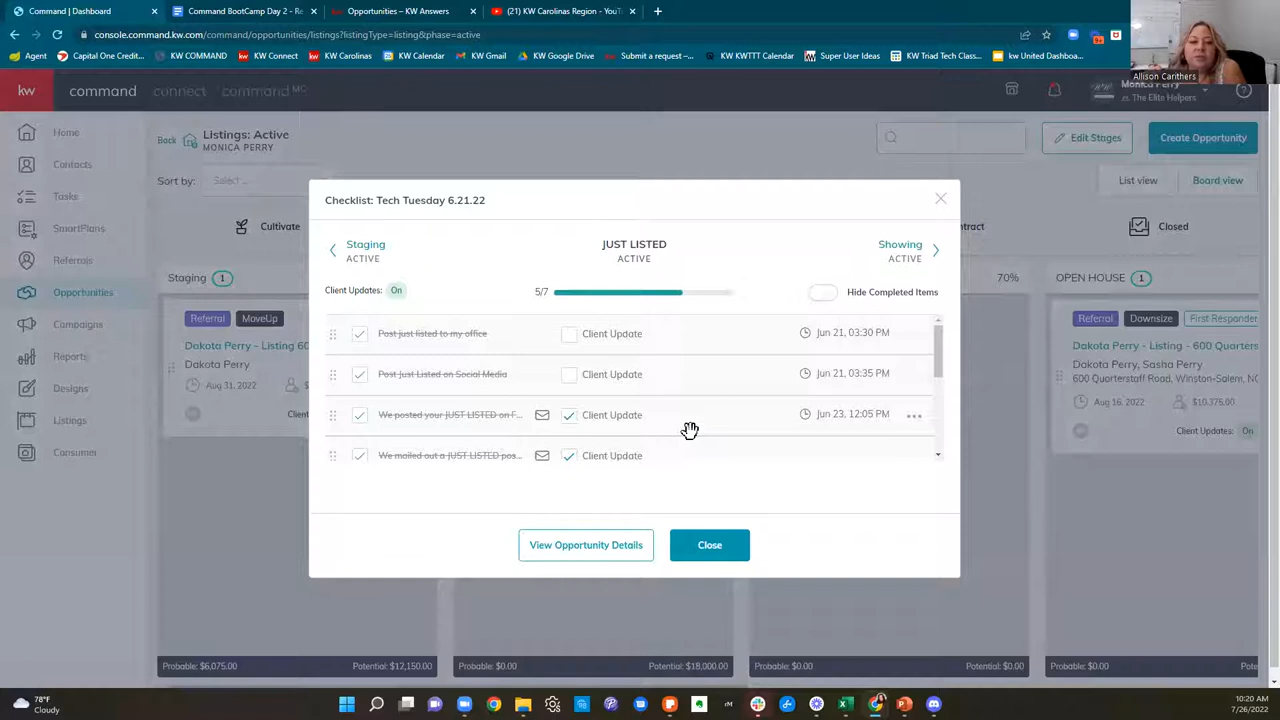 Command | Dashboard
Command BootCamp Day 2 - Re
Opportunities – KW Answers
(21) KW Carolinas Region - YouT
console.command.kw.com/command/opportunities/listings?listingType=listing&phase=active
Agent
Capital One Credit...
KW COMMAND
KW Connect
KW Carolinas
KW Calendar
KW Gmail
KW Google Drive
Submit a request –...
KW KWTTT Calendar
Super User Ideas
KW Triad Tech Class...
kw United Dashboa...
Allison Carithers
kw
command
connect
command MC
Monica Perry
The Elite Helpers
Home
Contacts
Tasks
SmartPlans
Referrals
Opportunities
Campaigns
Reports
Designs
Listings
Consumer
Back
Listings: Active
MONICA PERRY
Edit Stages
Create Opportunity
Sort by:
Select ...
List view
Board view
Cultivate
ntract
Closed
Staging
1
70%
OPEN HOUSE
1
Referral
MoveUp
Dakota Perry - Listing 60
Dakota Perry
Aug 31, 2022
Client
Referral
Downsize
First Responder
Dakota Perry - Listing - 600 Quarters
Dakota Perry, Sasha Perry
600 Quarterstaff Road, Winston-Salem, NC
Aug 16, 2022
$10,375.00
Client Updates:
On
Checklist: Tech Tuesday 6.21.22
Staging
ACTIVE
JUST LISTED
ACTIVE
Showing
ACTIVE
Client Updates:
On
5/7
Hide Completed Items
Post just listed to my office
Client Update
Jun 21, 03:30 PM
Post Just Listed on Social Media
Client Update
Jun 21, 03:35 PM
We posted your JUST LISTED on F...
Client Update
Jun 23, 12:05 PM
We mailed out a JUST LISTED pos...
Client Update
View Opportunity Details
Close
Probable: $6,075.00
Potential: $12,150.00
Probable: $0.00
Potential: $18,000.00
Probable: $0.00
Potential: $0.00
Probable: $0.00
Pote
78°F
Cloudy
10:20 AM
7/26/2022